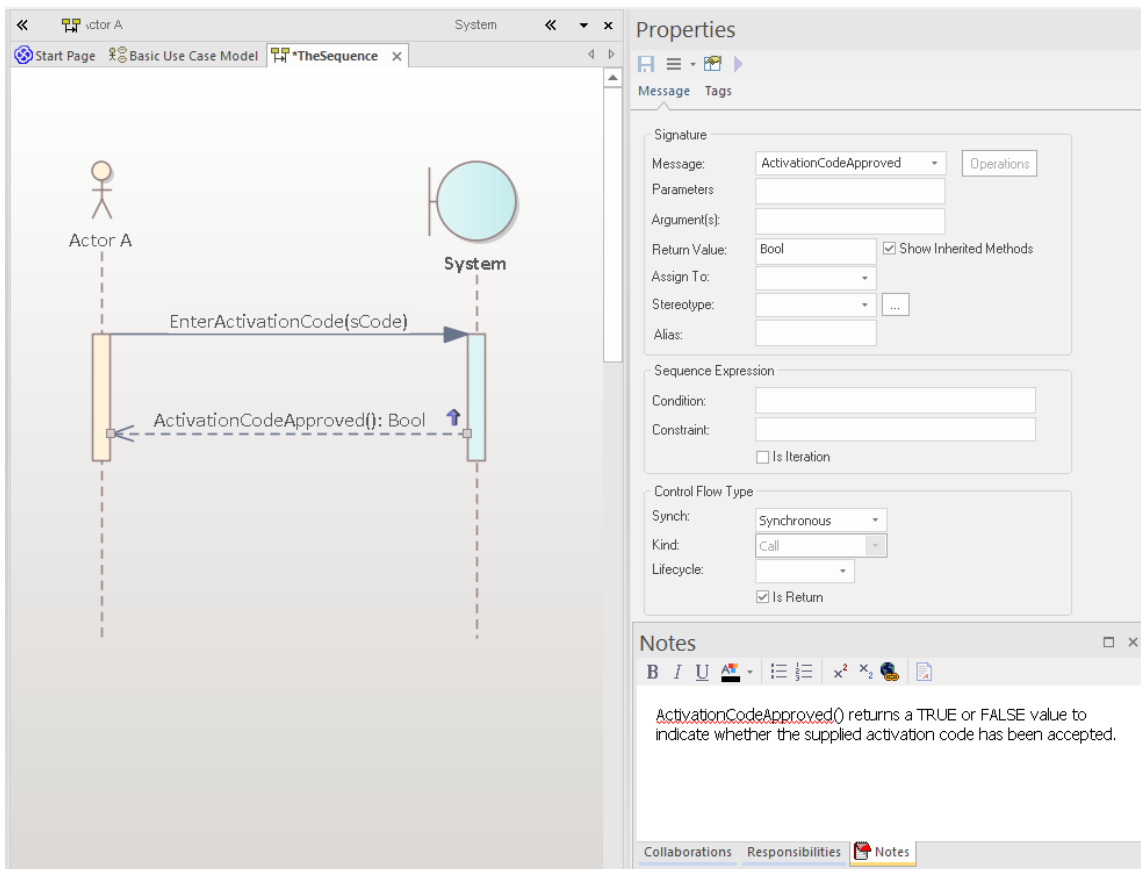 «
ctor A
System
«
Start Page
Basic Use Case Model
*TheSequence
Actor A
System
EnterActivationCode(sCode)
ActivationCodeApproved(): Bool
Properties
Message
Tags
Signature
Message:
ActivationCodeApproved
Operations
Parameters
Argument(s):
Return Value:
Bool
Show Inherited Methods
Assign To:
Stereotype:
...
Alias:
Sequence Expression
Condition:
Constraint:
Is Iteration
Control Flow Type
Synch:
Synchronous
Kind:
Call
Lifecycle:
Is Return
Notes
B I U A x² x₂
ActivationCodeApproved() returns a TRUE or FALSE value to
indicate whether the supplied activation code has been accepted.
Collaborations
Responsibilities
Notes